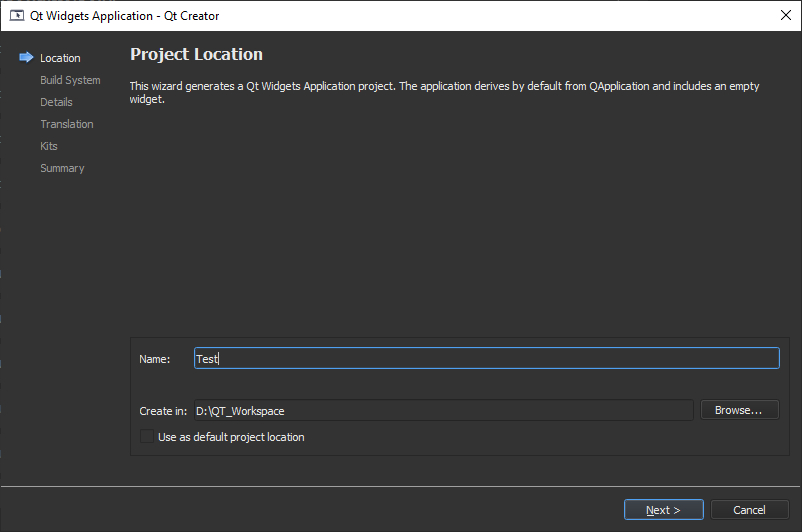 Qt Widgets Application - Qt Creator
Location
Build System
Details
Translation
Kits
Summary
Project Location
This wizard generates a Qt Widgets Application project. The application derives by default from QApplication and includes an empty
widget.
Name: Test
Create in: D:\QT_Workspace Browse...
Use as default project location
Next > Cancel